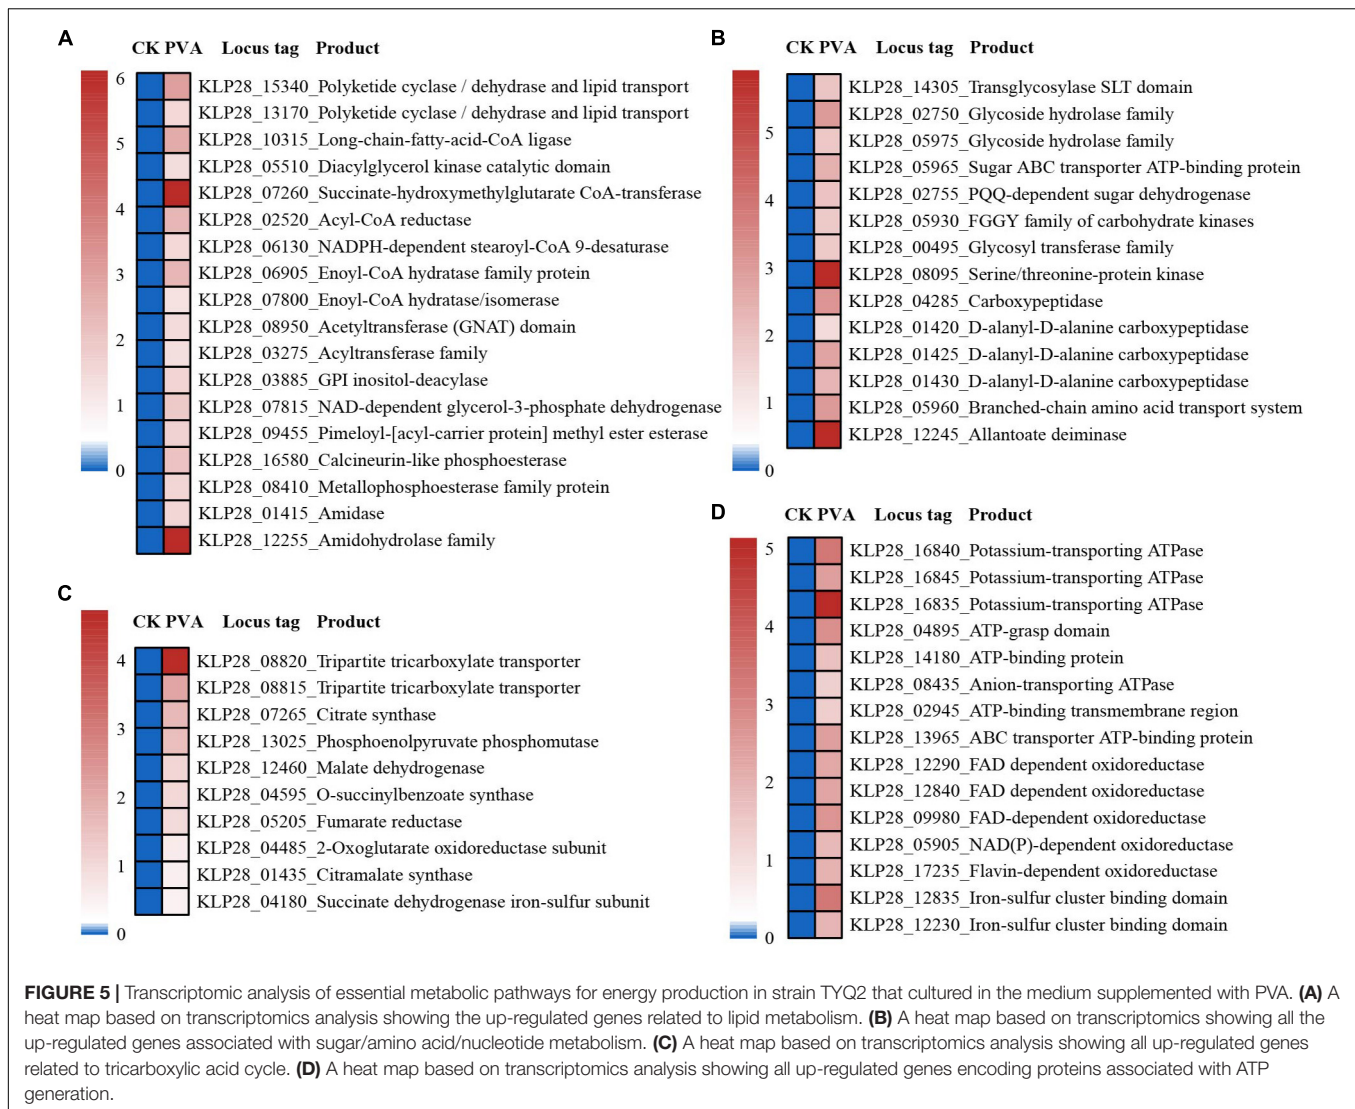 A
CK PVA Locus tag Product
6
5
4
3
2
1
0
KLP28_15340_Polyketide cyclase / dehydrase and lipid transport
KLP28_13170_Polyketide cyclase / dehydrase and lipid transport
KLP28_10315_Long-chain-fatty-acid-CoA ligase
KLP28_05510_Diacylglycerol kinase catalytic domain
KLP28_07260_Succinate-hydroxymethylglutarate CoA-transferase
KLP28_02520_Acyl-CoA reductase
KLP28_06130_NADPH-dependent stearoyl-CoA 9-desaturase
KLP28_06905_Enoyl-CoA hydratase family protein
KLP28_07800_Enoyl-CoA hydratase/isomerase
KLP28_08950_Acetyltransferase (GNAT) domain
KLP28_03275_Acyltransferase family
KLP28_03885_GPI inositol-deacylase
KLP28_07815_NAD-dependent glycerol-3-phosphate dehydrogenase
KLP28_09455_Pimeloyl-[acyl-carrier protein] methyl ester esterase
KLP28_16580_Calcineurin-like phosphoesterase
KLP28_08410_Metallophosphoesterase family protein
KLP28_01415_Amidase
KLP28_12255_Amidohydrolase family
B
CK PVA Locus tag Product
5
4
3
2
1
0
KLP28_14305_Transglycosylase SLT domain
KLP28_02750_Glycoside hydrolase family
KLP28_05975_Glycoside hydrolase family
KLP28_05965_Sugar ABC transporter ATP-binding protein
KLP28_02755_PQQ-dependent sugar dehydrogenase
KLP28_05930_FGGY family of carbohydrate kinases
KLP28_00495_Glycosyl transferase family
KLP28_08095_Serine/threonine-protein kinase
KLP28_04285_Carboxypeptidase
KLP28_01420_D-alanyl-D-alanine carboxypeptidase
KLP28_01425_D-alanyl-D-alanine carboxypeptidase
KLP28_01430_D-alanyl-D-alanine carboxypeptidase
KLP28_05960_Branched-chain amino acid transport system
KLP28_12245_Allantoate deiminase
C
CK PVA Locus tag Product
4
3
2
1
0
KLP28_08820_Tripartite tricarboxylate transporter
KLP28_08815_Tripartite tricarboxylate transporter
KLP28_07265_Citrate synthase
KLP28_13025_Phosphoenolpyruvate phosphomutase
KLP28_12460_Malate dehydrogenase
KLP28_04595_O-succinylbenzoate synthase
KLP28_05205_Fumarate reductase
KLP28_04485_2-Oxoglutarate oxidoreductase subunit
KLP28_01435_Citramalate synthase
KLP28_04180_Succinate dehydrogenase iron-sulfur subunit
D
CK PVA Locus tag Product
5
4
3
2
1
0
KLP28_16840_Potassium-transporting ATPase
KLP28_16845_Potassium-transporting ATPase
KLP28_16835_Potassium-transporting ATPase
KLP28_04895_ATP-grasp domain
KLP28_14180_ATP-binding protein
KLP28_08435_Anion-transporting ATPase
KLP28_02945_ATP-binding transmembrane region
KLP28_13965_ABC transporter ATP-binding protein
KLP28_12290_FAD dependent oxidoreductase
KLP28_12840_FAD dependent oxidoreductase
KLP28_09980_FAD-dependent oxidoreductase
KLP28_05905_NAD(P)-dependent oxidoreductase
KLP28_17235_Flavin-dependent oxidoreductase
KLP28_12835_Iron-sulfur cluster binding domain
KLP28_12230_Iron-sulfur cluster binding domain
FIGURE 5 | Transcriptomic analysis of essential metabolic pathways for energy production in strain TYQ2 that cultured in the medium supplemented with PVA. (A) A
heat map based on transcriptomics analysis showing the up-regulated genes related to lipid metabolism. (B) A heat map based on transcriptomics showing all the
up-regulated genes associated with sugar/amino acid/nucleotide metabolism. (C) A heat map based on transcriptomics analysis showing all up-regulated genes
related to tricarboxylic acid cycle. (D) A heat map based on transcriptomics analysis showing all up-regulated genes encoding proteins associated with ATP
generation.